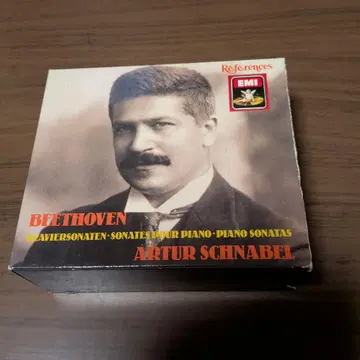 Références
EMI
BEETHOVEN
KLAVIERSONATEN · SONATES POUR PIANO · PIANO SONATAS
ARTUR SCHNABEL